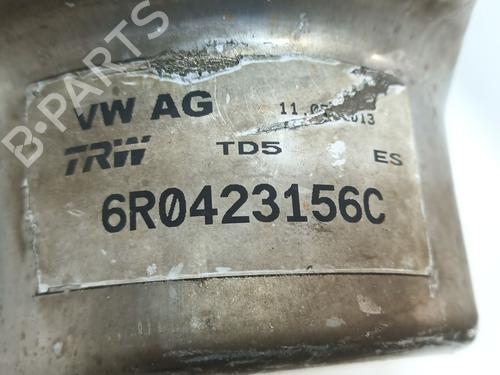 B-PARTS
VW AG
TRW TD5 ES
6R0423156C